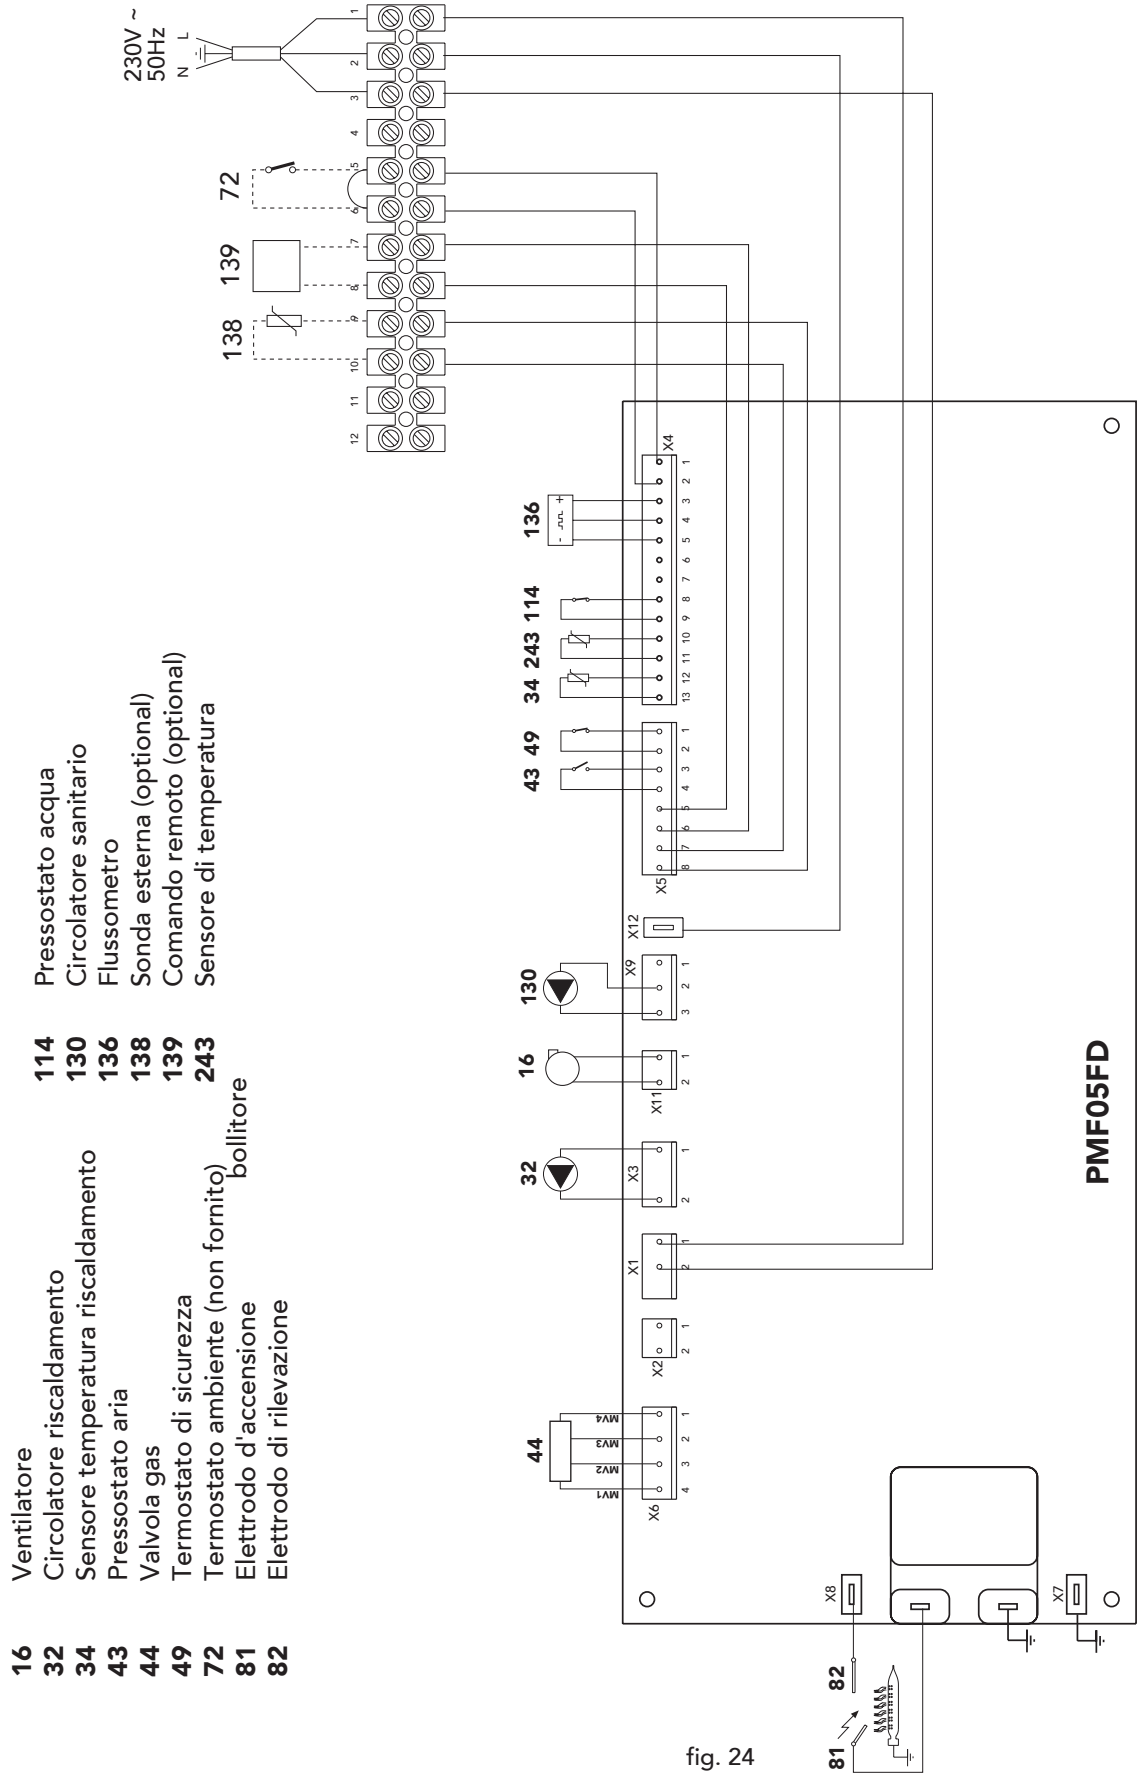 16 Ventilatore
32 Circolatore riscaldamento
34 Sensore temperatura riscaldamento
43 Pressostato aria
44 Valvola gas
49 Termostato di sicurezza
72 Termostato ambiente (non fornito)
81 Elettrodo d'accensione
82 Elettrodo di rilevazione
bollitore
114 Pressostato acqua
130 Circolatore sanitario
136 Flussometro
138 Sonda esterna (optional)
139 Comando remoto (optional)
243 Sensore di temperatura
230V ~
50Hz
N L
138 139 72
12 11 10 9 8 7 6 5 4 3 2 1
81 82
44 32 16 130 43 49 34 243 114 136
- +
MV1 MV2 MV3 MV4
X6
4 3 2 1
X2
2 1
X1
2 1
X3
2 1
X11
2 1
X9
3 2 1
X12
X5
8 7 6 5 4 3 2 1
X4
13 12 11 10 9 8 7 6 5 4 3 2 1
X8
X7
PMF05FD
fig. 24